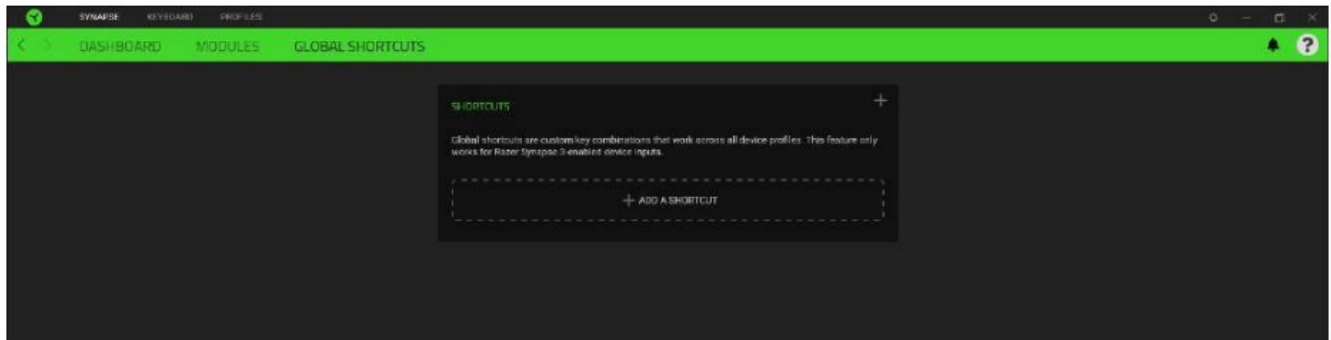 SYNAPSE KEYBOARD PROFILES
DASHBOARD MODULES GLOBAL SHORTCUTS
?
SHORTCUTS
Global shortcuts are custom key combinations that work across all device profiles. This feature only
works for Razer Synapse 3 enabled device inputs.
+ ADD A SHORTCUT